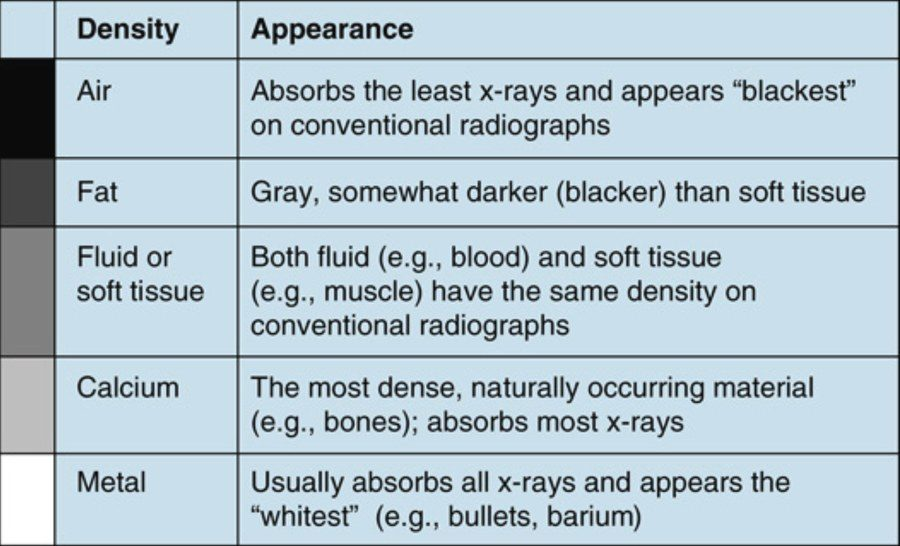 Density Appearance
Air Absorbs the least x-rays and appears “blackest”
on conventional radiographs
Fat Gray, somewhat darker (blacker) than soft tissue
Fluid or
soft tissue
Both fluid (e.g., blood) and soft tissue
(e.g., muscle) have the same density on
conventional radiographs
Calcium The most dense, naturally occurring material
(e.g., bones); absorbs most x-rays
Metal Usually absorbs all x-rays and appears the
“whitest” (e.g., bullets, barium)